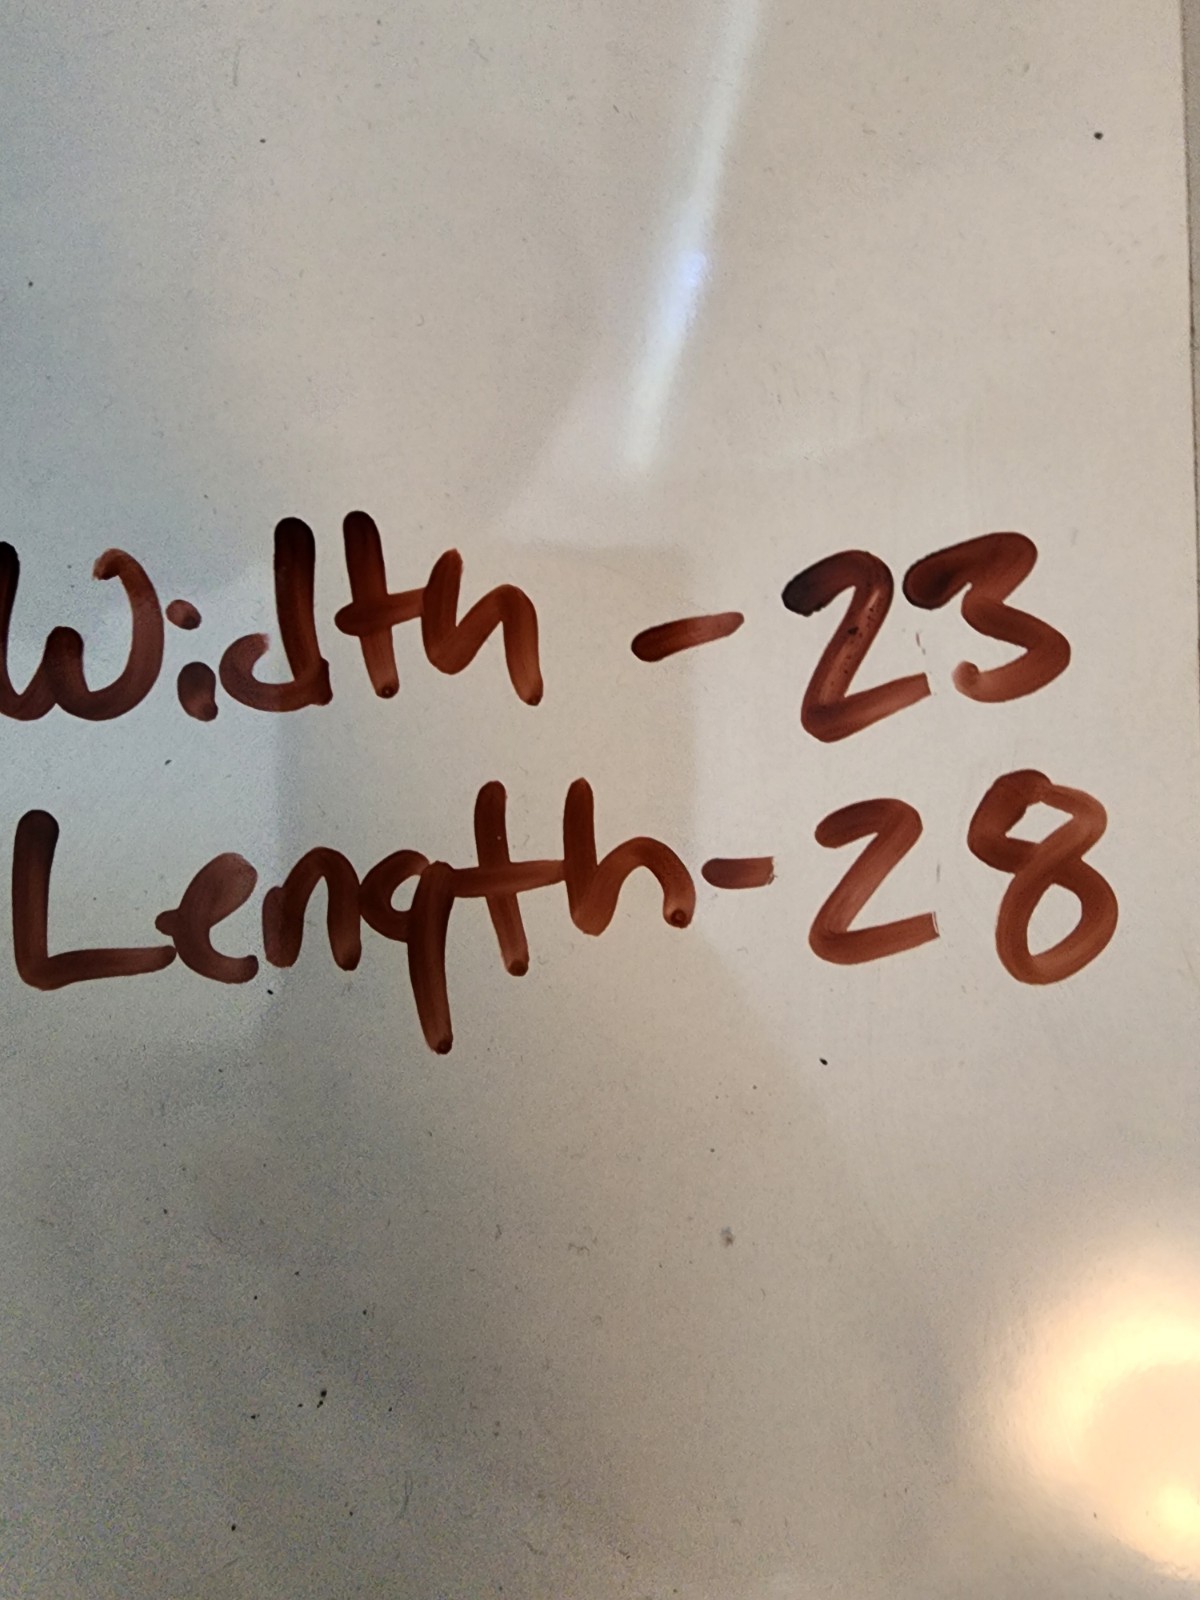 Width - 23
Length - 28